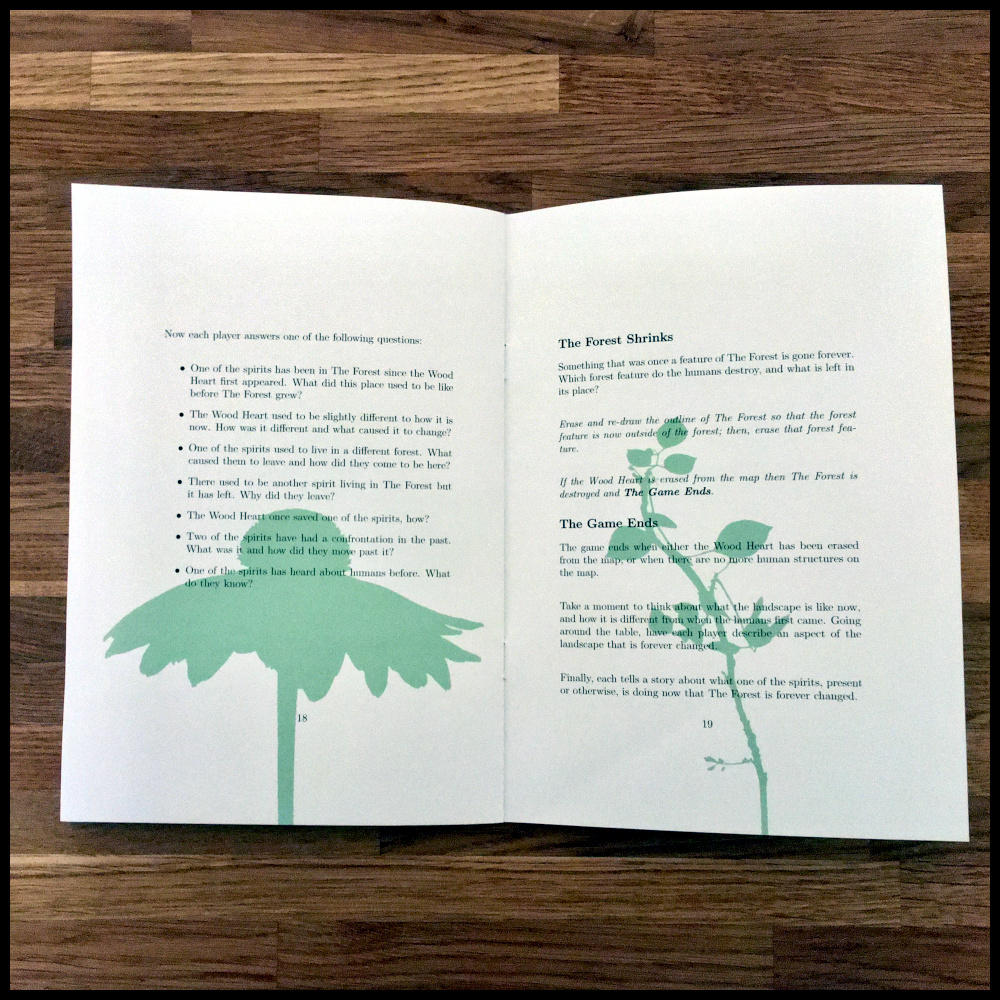 Now each player answers one of the following questions:
• One of the spirits has been in The Forest since the Wood
Heart first appeared. What did this place used to be like
before The Forest grew?
• The Wood Heart used to be slightly different to how it is
now. How was it different and what caused it to change?
• One of the spirits used to live in a different forest. What
caused them to leave and how did they come to be here?
• There used to be another spirit living in The Forest but
it has left. Why did they leave?
• The Wood Heart once saved one of the spirits, how?
• Two of the spirits have had a confrontation in the past.
What was it and how did they move past it?
• One of the spirits has heard about humans before. What
do they know?
18
The Forest Shrinks
Something that was once a feature of The Forest is gone forever.
Which forest feature do the humans destroy, and what is left in
its place?
Erase and re-draw the outline of The Forest so that the forest
feature is now outside of the forest; then, erase that forest fea-
ture.
If the Wood Heart is erased from the map then The Forest is
destroyed and The Game Ends.
The Game Ends
The game ends when either the Wood Heart has been erased
from the map, or when there are no more human structures on
the map.
Take a moment to think about what the landscape is like now,
and how it is different from when the humans first came. Going
around the table, have each player describe an aspect of the
landscape that is forever changed.
Finally, each tells a story about what one of the spirits, present
or otherwise, is doing now that The Forest is forever changed.
19